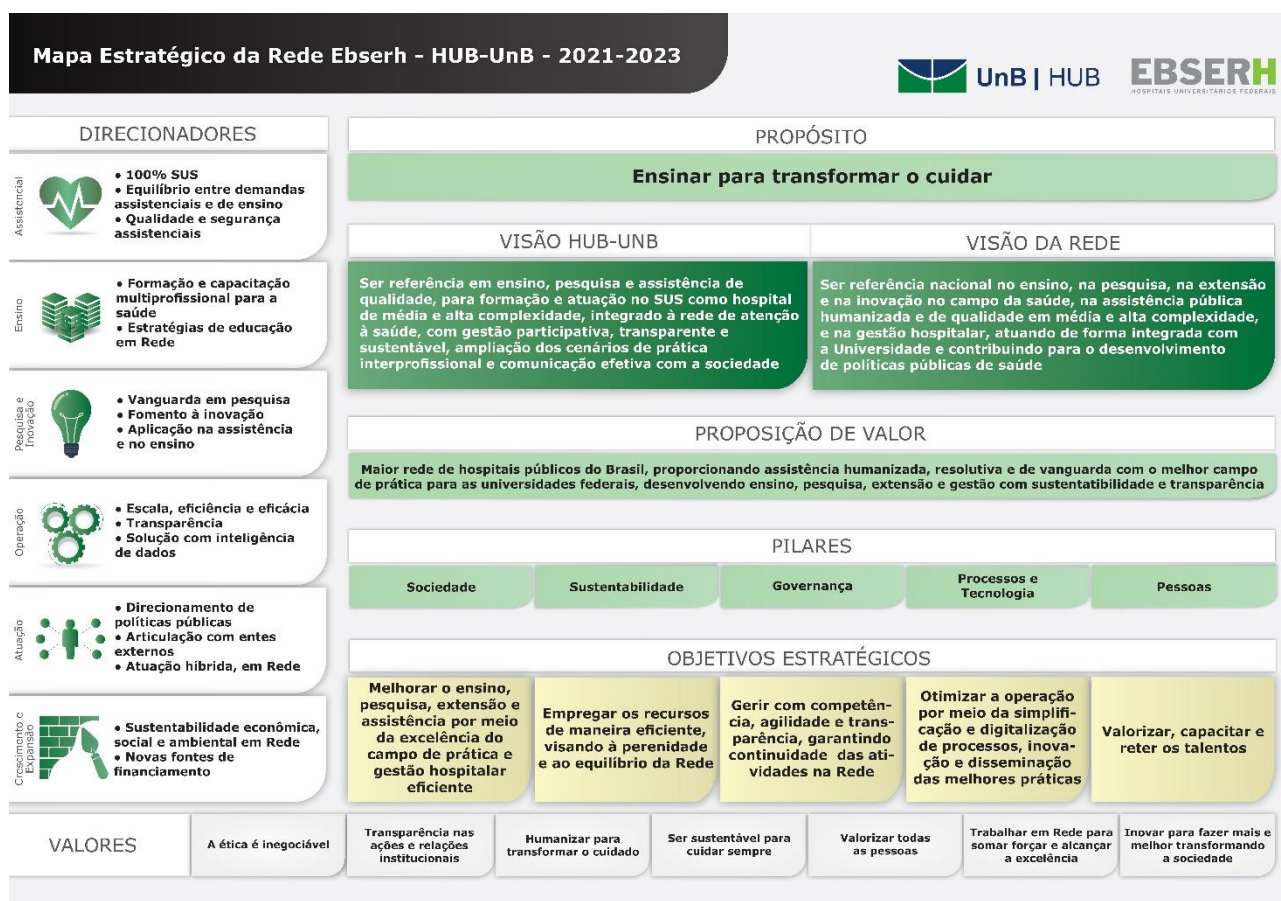 Mapa Estratégico da Rede Ebserh - HUB-UnB - 2021-2023
UnB | HUB
EBSERH
HOSPITAIS UNIVERSITÁRIOS FEDERAIS
DIRECIONADORES
Assistencial
• 100% SUS
• Equilíbrio entre demandas
assistenciais e de ensino
• Qualidade e segurança
assistenciais
Ensino
• Formação e capacitação
multiprofissional para a
saúde
• Estratégias de educação
em Rede
Pesquisa e
Inovação
• Vanguarda em pesquisa
• Fomento à inovação
• Aplicação na assistência
e no ensino
Operação
• Escala, eficiência e eficácia
• Transparência
• Solução com inteligência
de dados
Atuação
• Direcionamento de
políticas públicas
• Articulação com entes
externos
• Atuação híbrida, em Rede
Crescimento e
Expansão
• Sustentabilidade econômica,
social e ambiental em Rede
• Novas fontes de
financiamento
PROPÓSITO
Ensinar para transformar o cuidar
VISÃO HUB-UNB
Ser referência em ensino, pesquisa e assistência de
qualidade, para formação e atuação no SUS como hospital
de média e alta complexidade, integrado à rede de atenção
à saúde, com gestão participativa, transparente e
sustentável, ampliação dos cenários de prática
interprofissional e comunicação efetiva com a sociedade
VISÃO DA REDE
Ser referência nacional no ensino, na pesquisa, na extensão
e na inovação no campo da saúde, na assistência pública
humanizada e de qualidade em média e alta complexidade,
e na gestão hospitalar, atuando de forma integrada com
a Universidade e contribuindo para o desenvolvimento
de políticas públicas de saúde
PROPOSIÇÃO DE VALOR
Maior rede de hospitais públicos do Brasil, proporcionando assistência humanizada, resolutiva e de vanguarda com o melhor campo
de prática para as universidades federais, desenvolvendo ensino, pesquisa, extensão e gestão com sustentatibilidade e transparência
PILARES
Sociedade
Sustentabilidade
Governança
Processos e
Tecnologia
Pessoas
OBJETIVOS ESTRATÉGICOS
Melhorar o ensino,
pesquisa, extensão e
assistência por meio
da excelência do
campo de prática e
gestão hospitalar
eficiente
Empregar os recursos
de maneira eficiente,
visando à perenidade
e ao equilíbrio da Rede
Gerir com competên-
cia, agilidade e trans-
parência, garantindo
continuidade das ati-
vidades na Rede
Otimizar a operação
por meio da simplifi-
cação e digitalização
de processos, inova-
ção e disseminação
das melhores práticas
Valorizar, capacitar e
reter os talentos
VALORES
A ética é inegociável
Transparência nas
ações e relações
institucionais
Humanizar para
transformar o cuidado
Ser sustentável para
cuidar sempre
Valorizar todas
as pessoas
Trabalhar em Rede para
somar forçar e alcançar
a excelência
Inovar para fazer mais e
melhor transformando
a sociedade